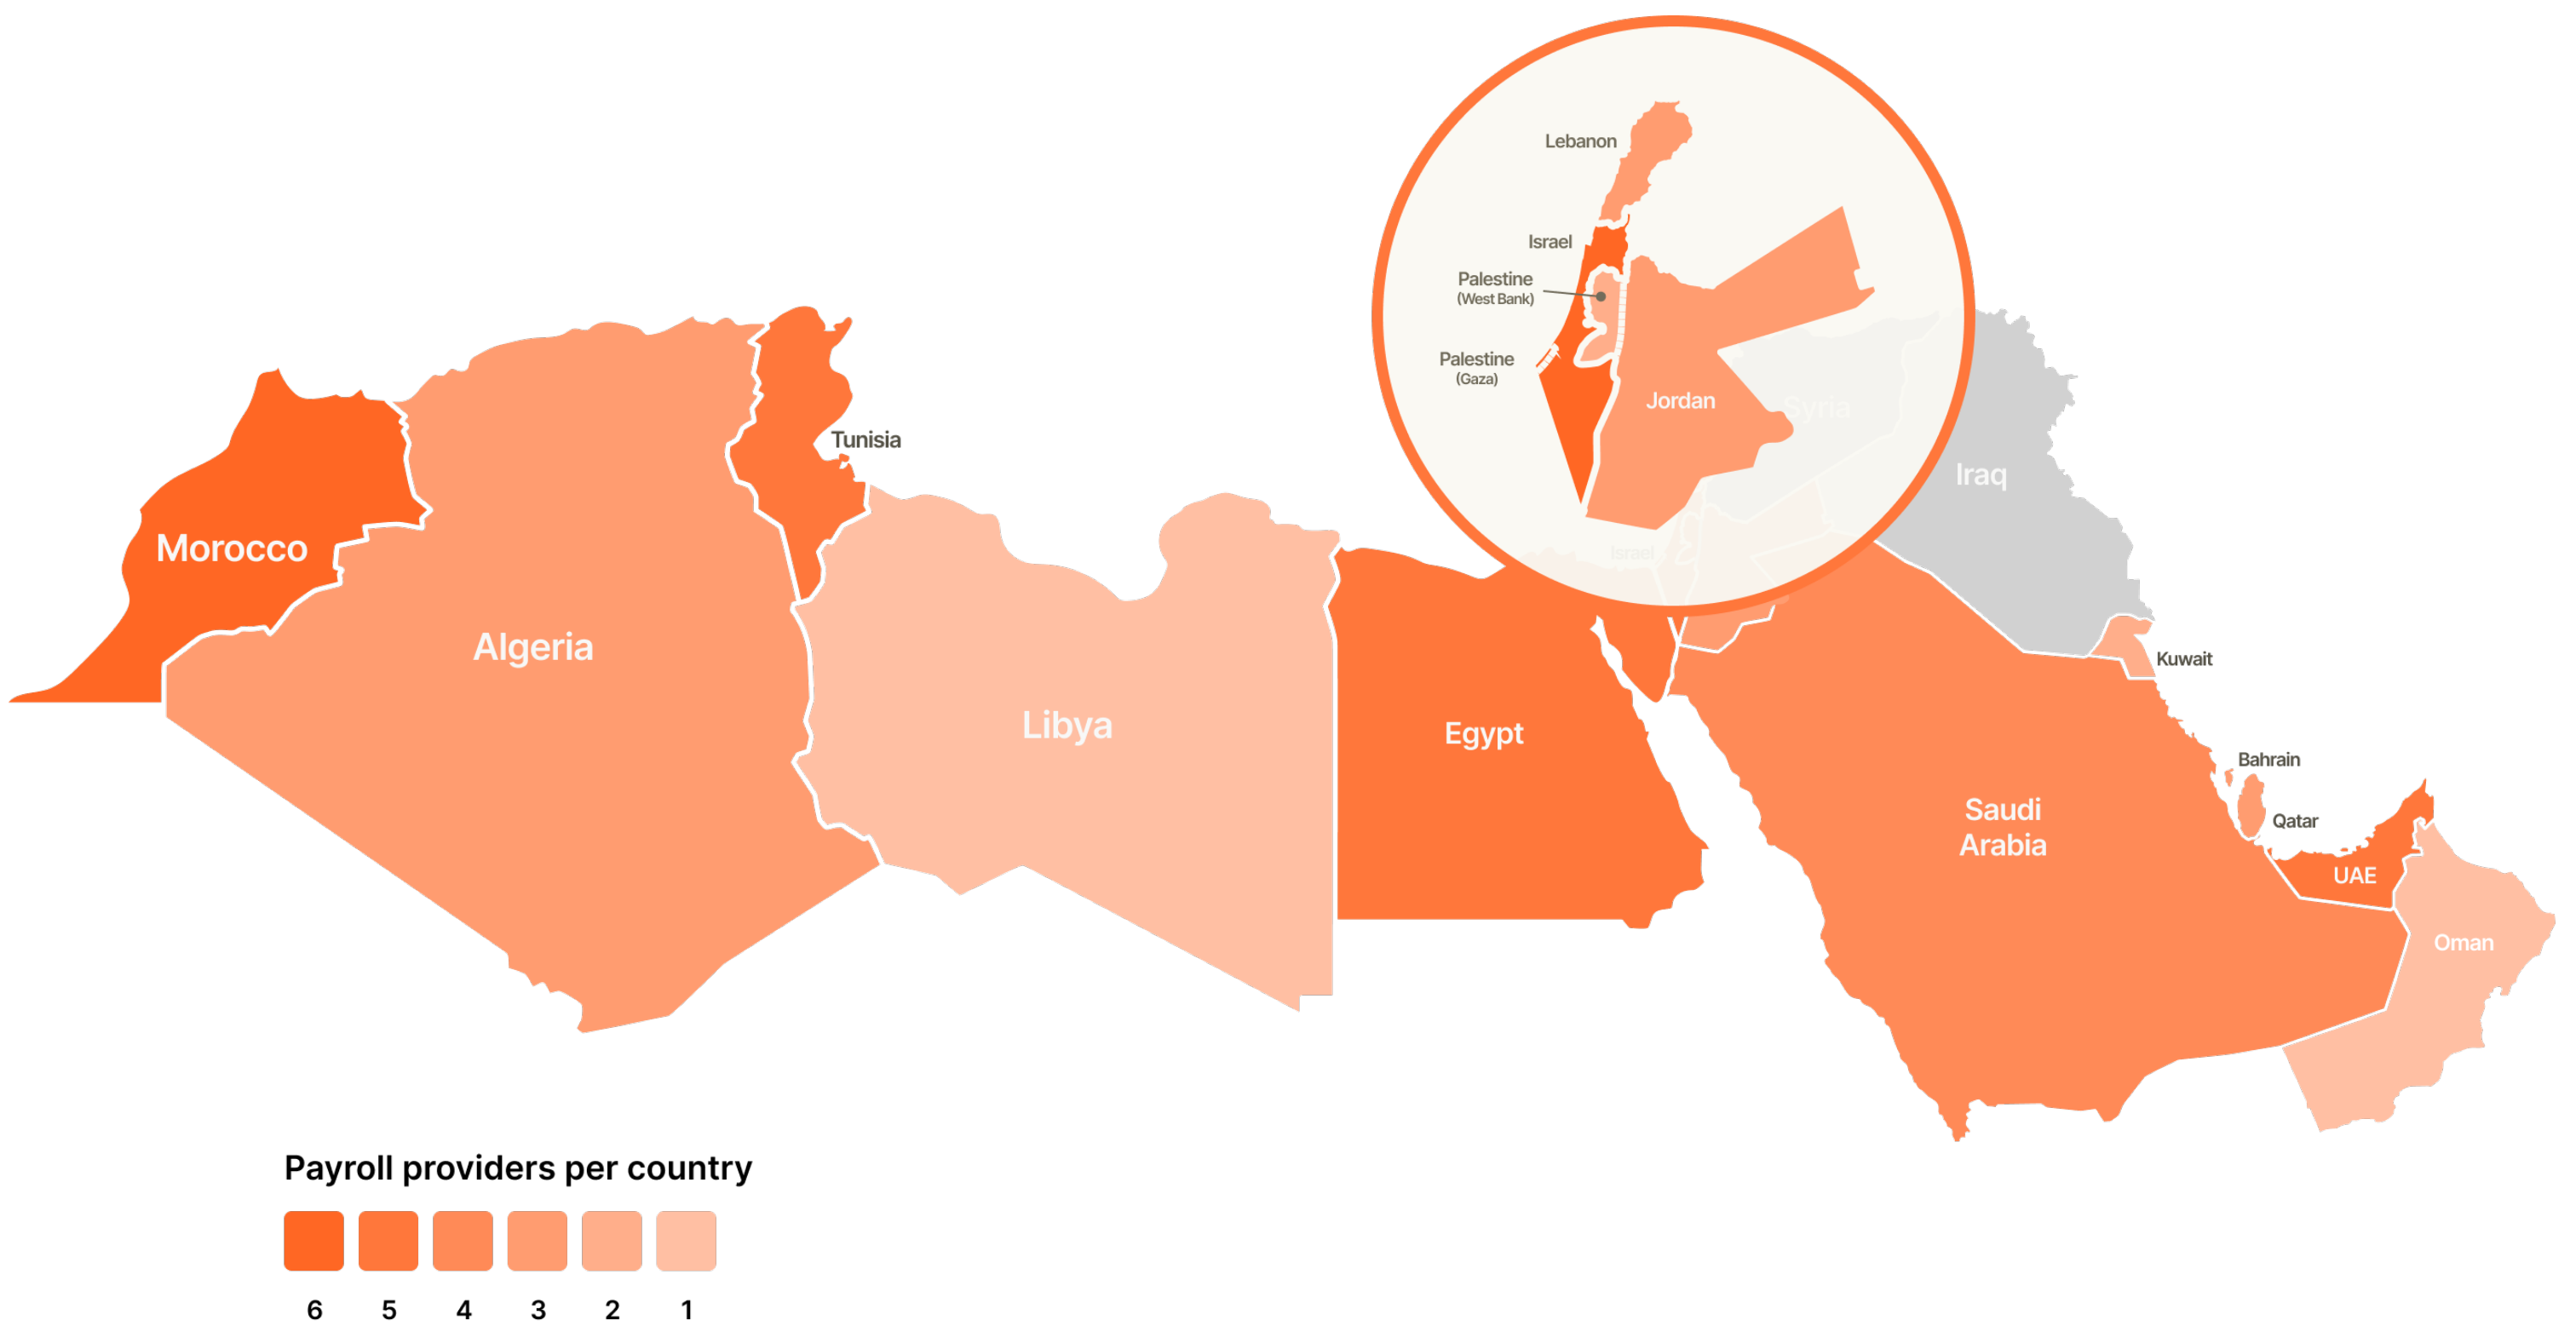 Lebanon
Israel
Palestine
(West Bank)
Palestine
(Gaza)
Jordan
Syria
Israel
Iraq
Tunisia
Morocco
Algeria
Libya
Egypt
Kuwait
Bahrain
Saudi
Arabia
Qatar
UAE
Oman
Payroll providers per country
6 5 4 3 2 1